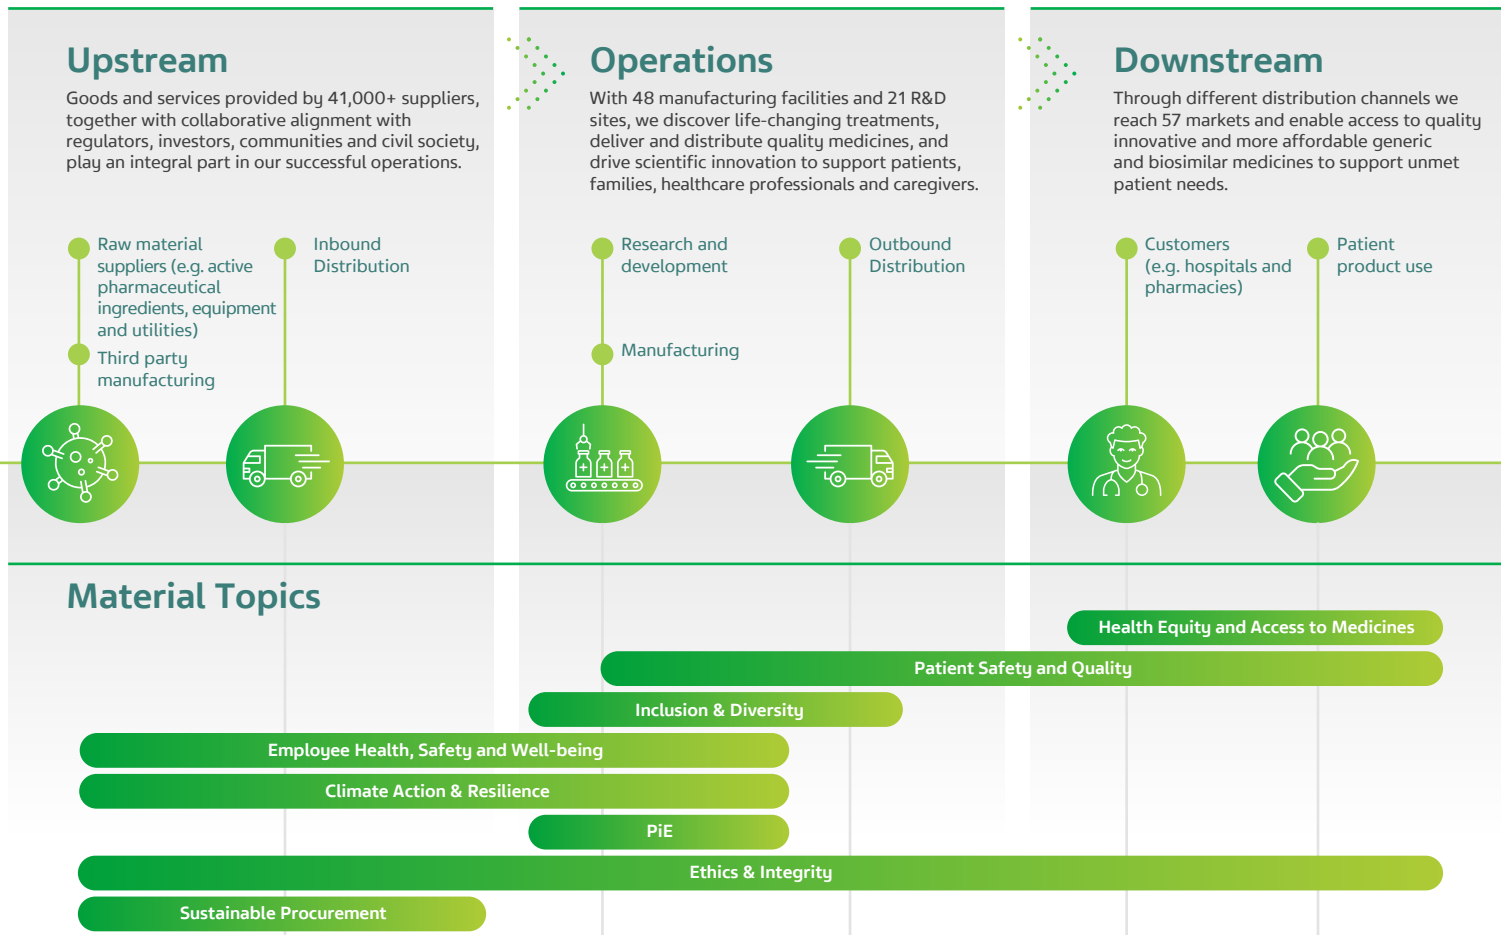 Upstream
Goods and services provided by 41,000+ suppliers,
together with collaborative alignment with
regulators, investors, communities and civil society,
play an integral part in our successful operations.
Raw material
suppliers (e.g. active
pharmaceutical
ingredients, equipment
and utilities)
Third party
manufacturing
Inbound
Distribution
Operations
With 48 manufacturing facilities and 21 R&D
sites, we discover life-changing treatments,
deliver and distribute quality medicines, and
drive scientific innovation to support patients,
families, healthcare professionals and caregivers.
Research and
development
Manufacturing
Outbound
Distribution
Downstream
Through different distribution channels we
reach 57 markets and enable access to quality
innovative and more affordable generic
and biosimilar medicines to support unmet
patient needs.
Customers
(e.g. hospitals and
pharmacies)
Patient
product use
Material Topics
Health Equity and Access to Medicines
Patient Safety and Quality
Inclusion & Diversity
Employee Health, Safety and Well-being
Climate Action & Resilience
PiE
Ethics & Integrity
Sustainable Procurement